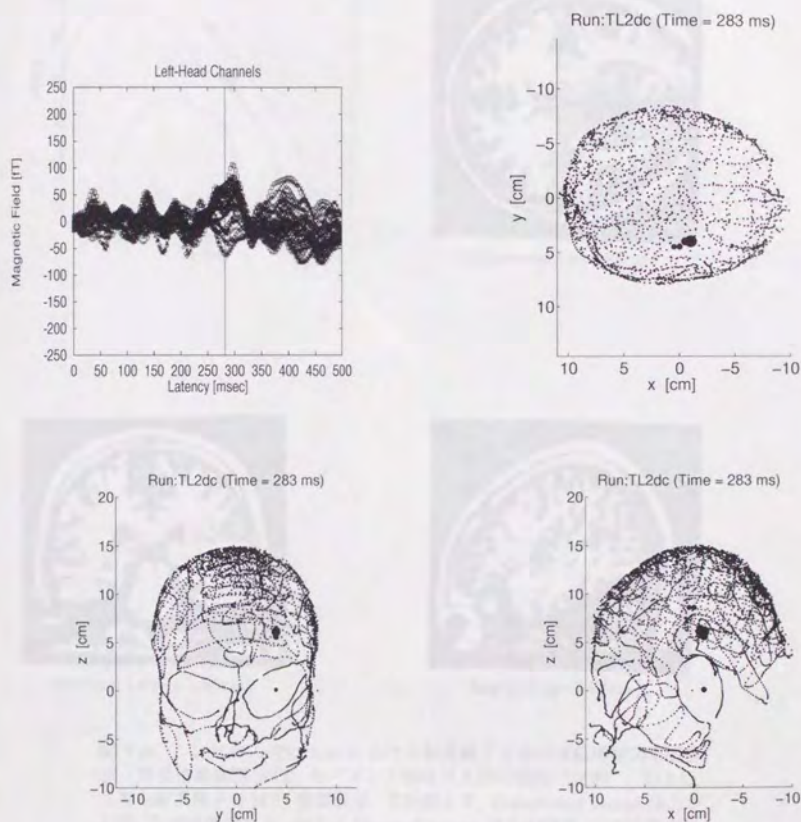 Run:TL2dc (Time = 283 ms)
Left-Head Channels
250
200
150
100
50
0
-50
-100
-150
-200
-250
Magnetic Field [fT]
0 50 100 150 200 250 300 350 400 450 500
Latency [msec]
-10
-5
0
5
10
y [cm]
10 5 0 -5 -10
x [cm]
Run:TL2dc (Time = 283 ms)
20
15
10
5
0
-5
-10
z [cm]
-10 -5 0 5 10
y [cm]
Run:TL2dc (Time = 283 ms)
20
15
10
5
0
-5
-10
z [cm]
10 5 0 -5 -10
x [cm]